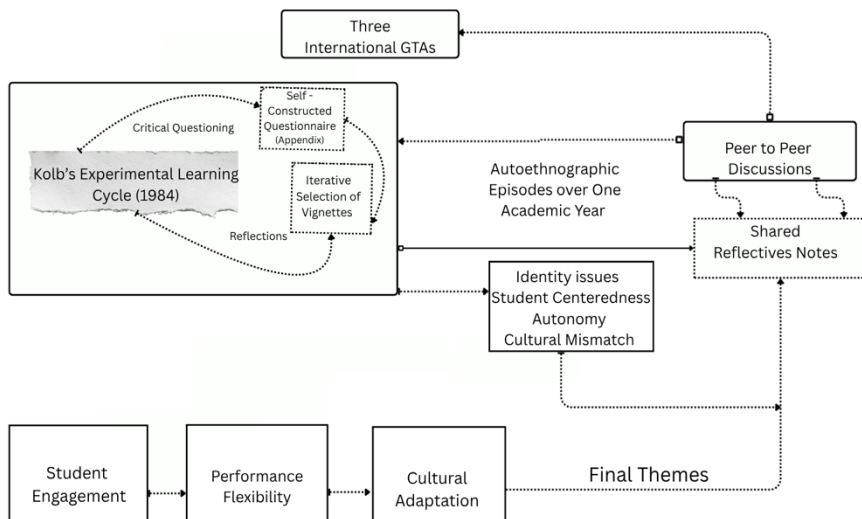 Three
International GTAs
Self -
Constructed
Questionnaire
(Appendix)
Critical Questioning
Kolb's Experimental Learning
Cycle (1984)
Iterative
Selection of
Vignettes
Reflections
Autoethnographic
Episodes over One
Academic Year
Peer to Peer
Discussions
Shared
Reflectives Notes
Identity issues
Student Centeredness
Autonomy
Cultural Mismatch
Student
Engagement
Performance
Flexibility
Cultural
Adaptation
Final Themes